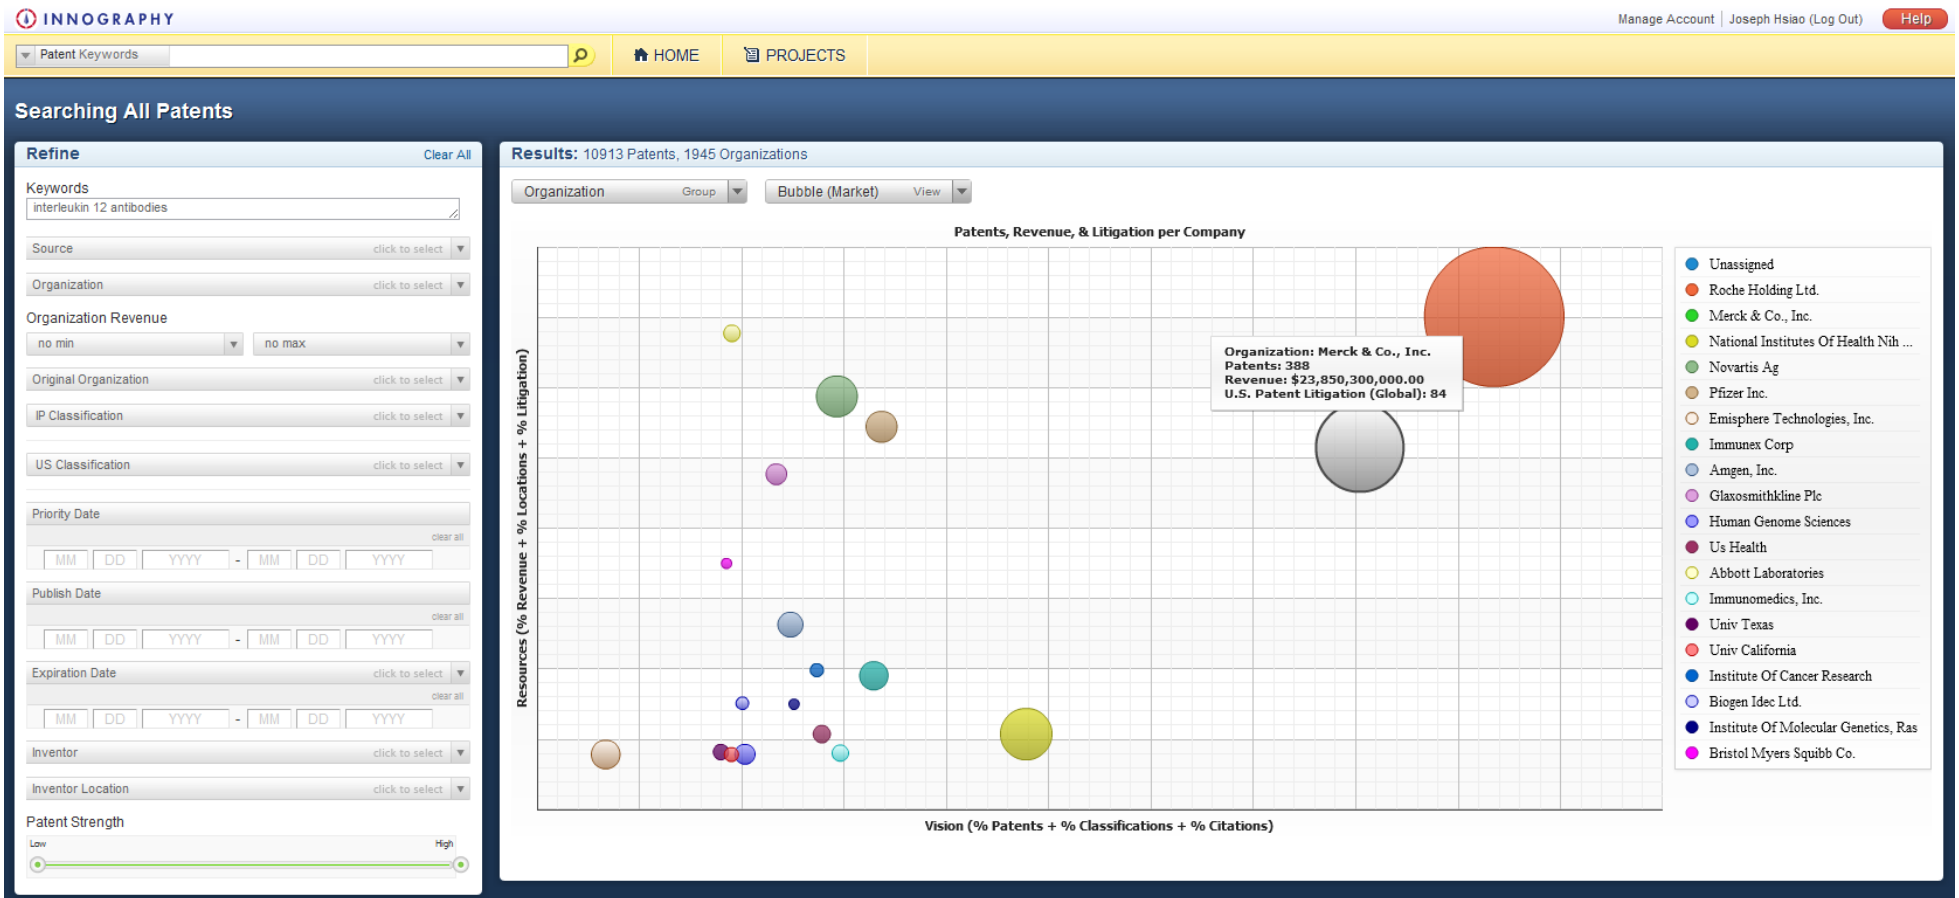 INNOGRAPHY
Manage Account | Joseph Hsiao (Log Out) Help
Patent Keywords
HOME PROJECTS
Searching All Patents
Refine Clear All
Keywords
interleukin 12 antibodies
Source click to select
Organization click to select
Organization Revenue
no min no max
Original Organization click to select
IP Classification click to select
US Classification click to select
Priority Date
clear all
MM DD YYYY - MM DD YYYY
Publish Date
clear all
MM DD YYYY - MM DD YYYY
Expiration Date click to select
clear all
MM DD YYYY - MM DD YYYY
Inventor click to select
Inventor Location click to select
Patent Strength
Low High
Results: 10913 Patents, 1945 Organizations
Organization Group Bubble (Market) View
Patents, Revenue, & Litigation per Company
Resources (% Revenue + % Locations + % Litigation)
Organization: Merck & Co., Inc.
Patents: 388
Revenue: $23,850,300,000.00
U.S. Patent Litigation (Global): 84
Vision (% Patents + % Classifications + % Citations)
Unassigned
Roche Holding Ltd.
Merck & Co., Inc.
National Institutes Of Health Nih ...
Novartis Ag
Pfizer Inc.
Emisphere Technologies, Inc.
Immunex Corp
Amgen, Inc.
Glaxosmithkline Plc
Human Genome Sciences
Us Health
Abbott Laboratories
Immunomedics, Inc.
Univ Texas
Univ California
Institute Of Cancer Research
Biogen Idec Ltd.
Institute Of Molecular Genetics, Ras
Bristol Myers Squibb Co.